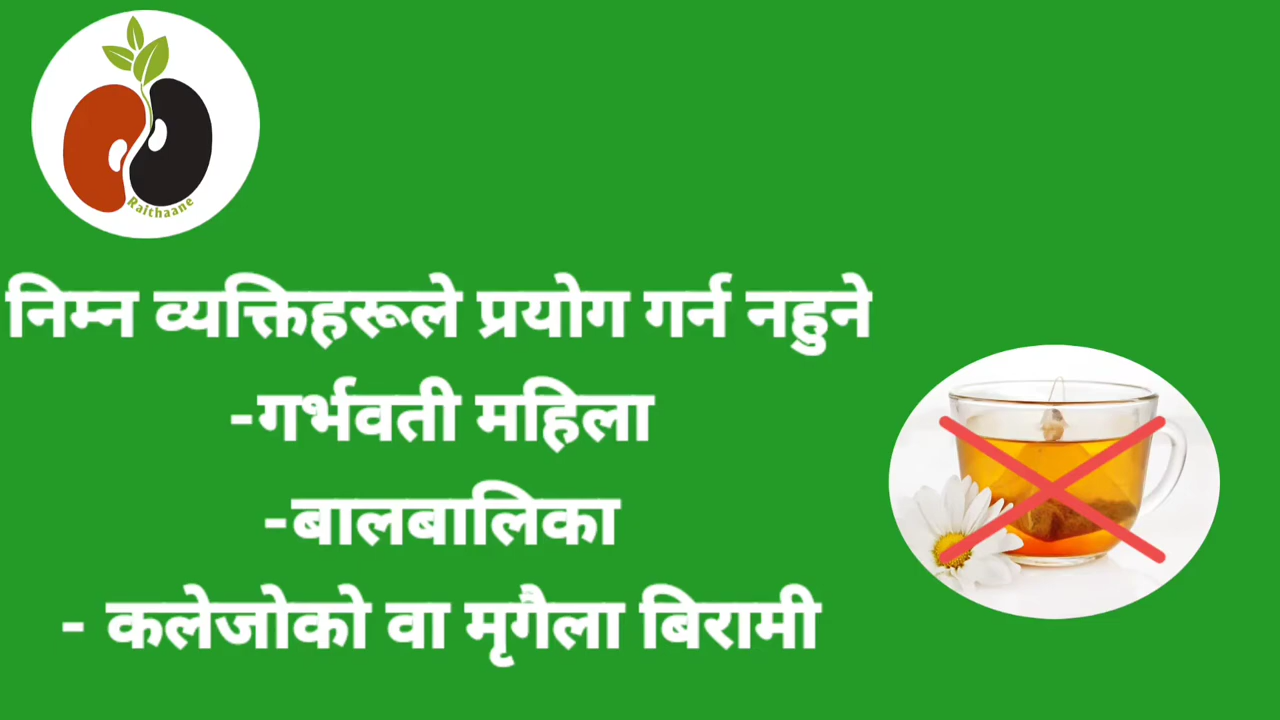 Raithaane
निम्न व्यक्तिहरूले प्रयोग गर्न नहुने
-गर्भवती महिला
-बालबालिका
- कलेजोको वा मृगैला बिरामी